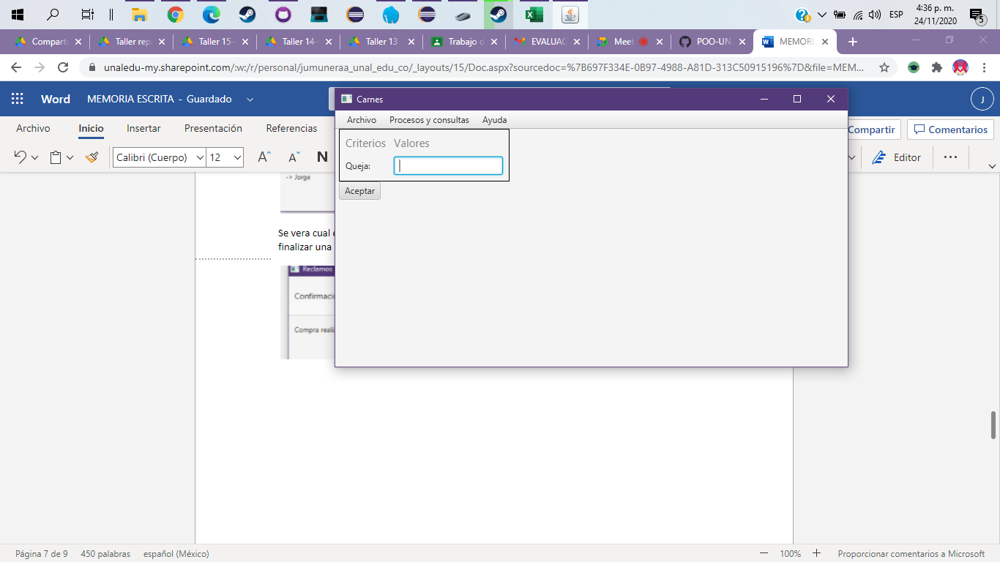 ESP
4:36 p. m.
24/11/2020
5
Comparti
Taller rep
Taller 15-
Taller 14-
Taller 13
Trabajo d
EVALUAC
Meet
POO-UN
MEMORI
unaledu-my.sharepoint.com/:w:/r/personal/jumuneraa_unal_edu_co/_layouts/15/Doc.aspx?sourcedoc=%7B697F334E-0B97-4988-A81D-313C50915196%7D&file=MEM...
Word MEMORIA ESCRITA - Guardado
J
Archivo Inicio Insertar Presentación Referencias
Compartir Comentarios
Calibri (Cuerpo) 12 A A N
Editor
Carnes
Archivo Procesos y consultas Ayuda
Criterios Valores
Queja:
Aceptar
-> Jorge
Se vera cual
finalizar una
Reclamos
Confirmaci
Compra reali
Página 7 de 9 450 palabras español (México)
100% Proporcionar comentarios a Microsoft